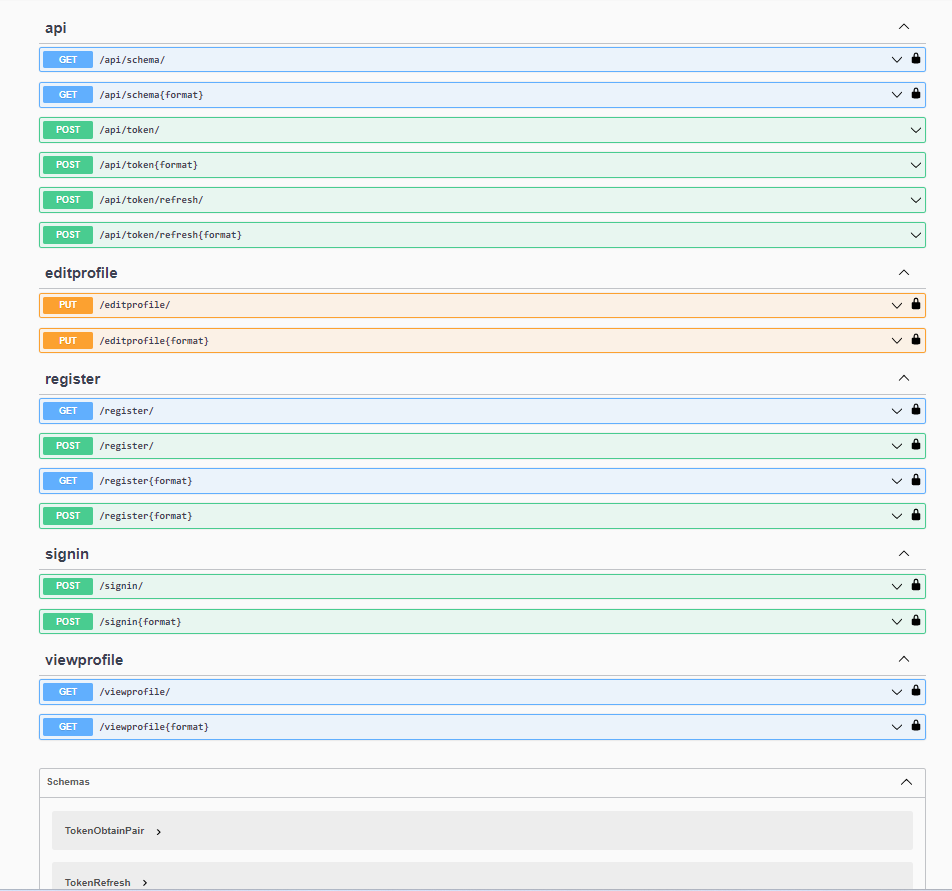 api
GET /api/schema/
GET /api/schema{format}
POST /api/token/
POST /api/token{format}
POST /api/token/refresh/
POST /api/token/refresh{format}
editprofile
PUT /editprofile/
PUT /editprofile{format}
register
GET /register/
POST /register/
GET /register{format}
POST /register{format}
signin
POST /signin/
POST /signin{format}
viewprofile
GET /viewprofile/
GET /viewprofile{format}
Schemas
TokenObtainPair
TokenRefresh